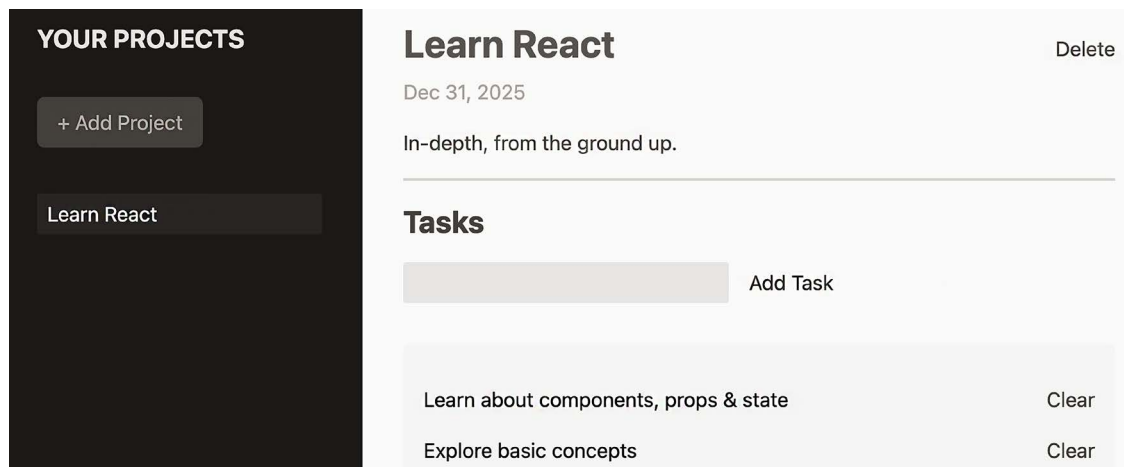 YOUR PROJECTS
+ Add Project
Learn React
Learn React
Delete
Dec 31, 2025
In-depth, from the ground up.
Tasks
Add Task
Learn about components, props & state
Clear
Explore basic concepts
Clear